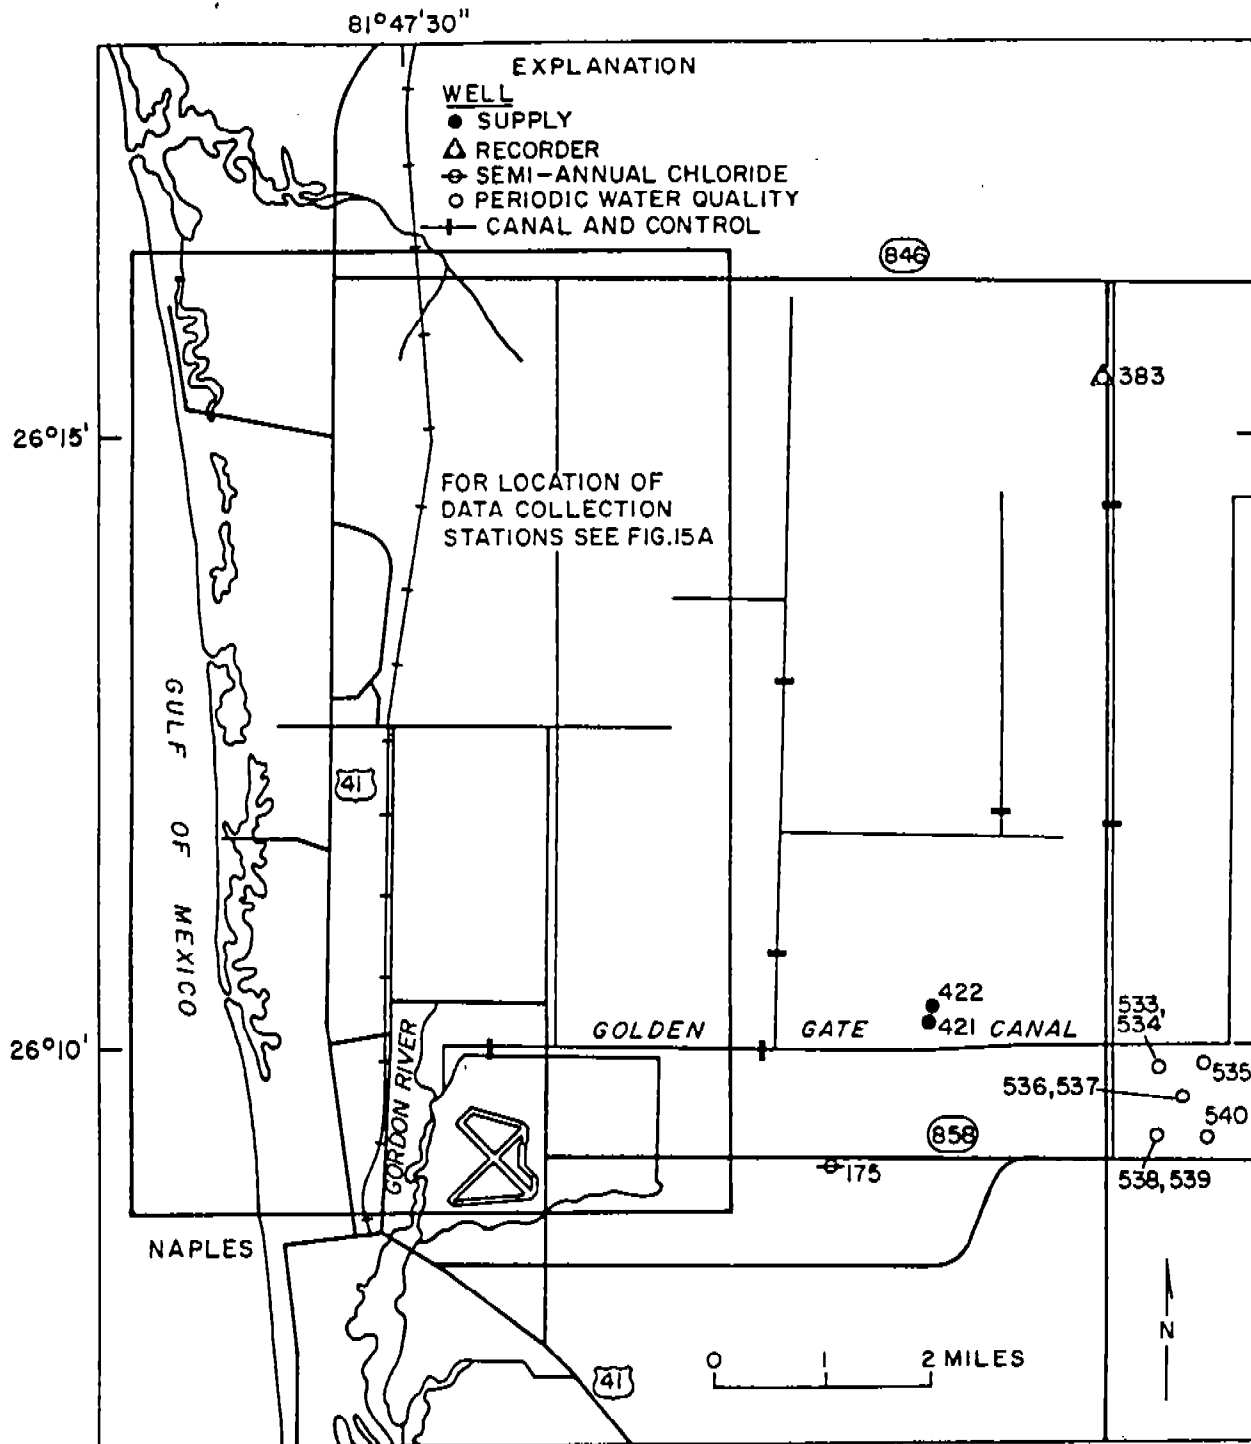 81°47'30"
EXPLANATION
WELL
SUPPLY
RECORDER
SEMI-ANNUAL CHLORIDE
PERIODIC WATER QUALITY
CANAL AND CONTROL
846
383
26°15'
FOR LOCATION OF
DATA COLLECTION
STATIONS SEE FIG.15A
GULF OF MEXICO
41
422
421
533,
534
26°10'
GOLDEN GATE CANAL
535
536,537
GORDON RIVER
858
540
175
538,539
NAPLES
N
0 1 2 MILES
41